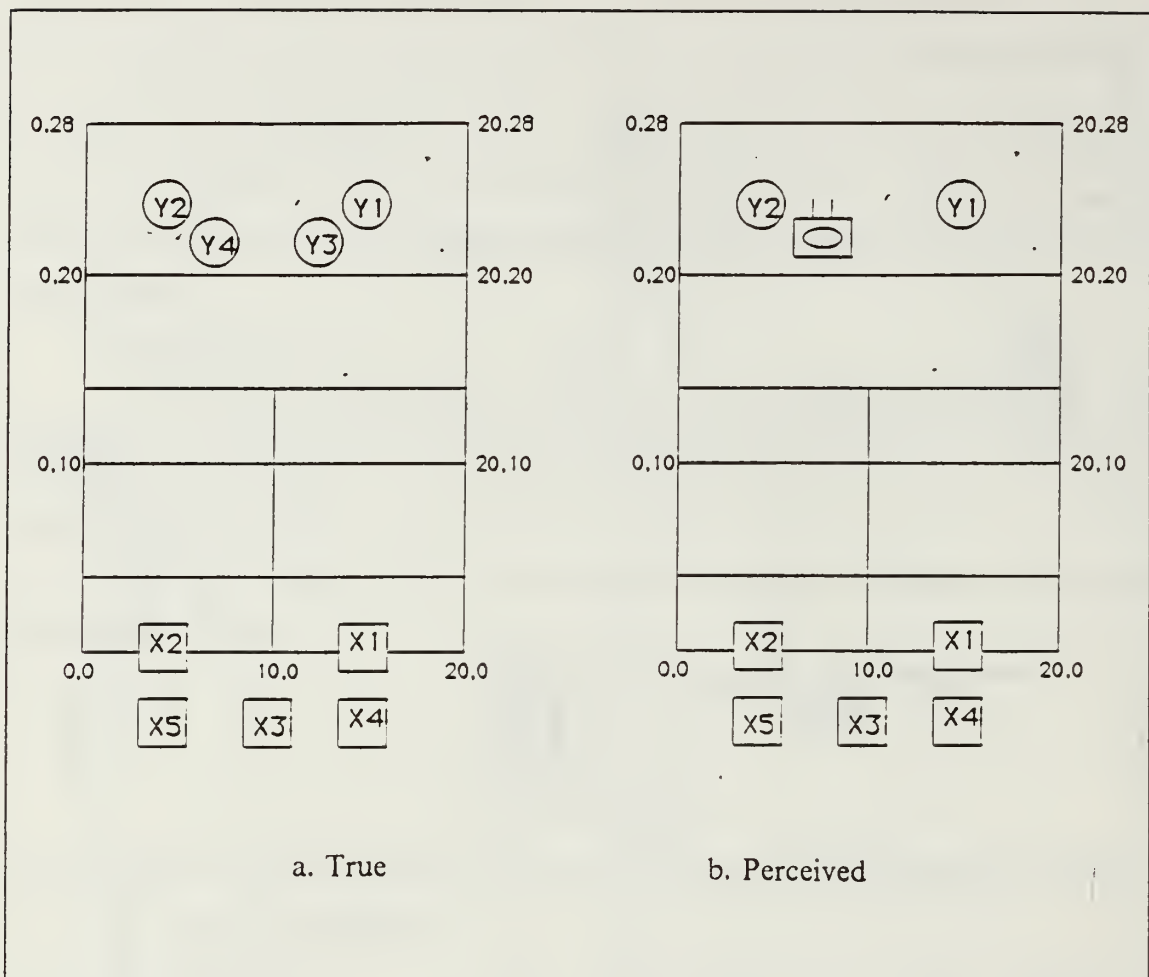 0.28 20.28 0.28 20.28
Y2 Y1 Y2 Y1
Y4 Y3
0.20 20.20 0.20 20.20
0.10 20.10 0.10 20.10
X2 X1 X2 X1
0.0 10.0 20.0 0.0 10.0 20.0
X5 X3 X4 X5 X3 X4
a. True b. Perceived